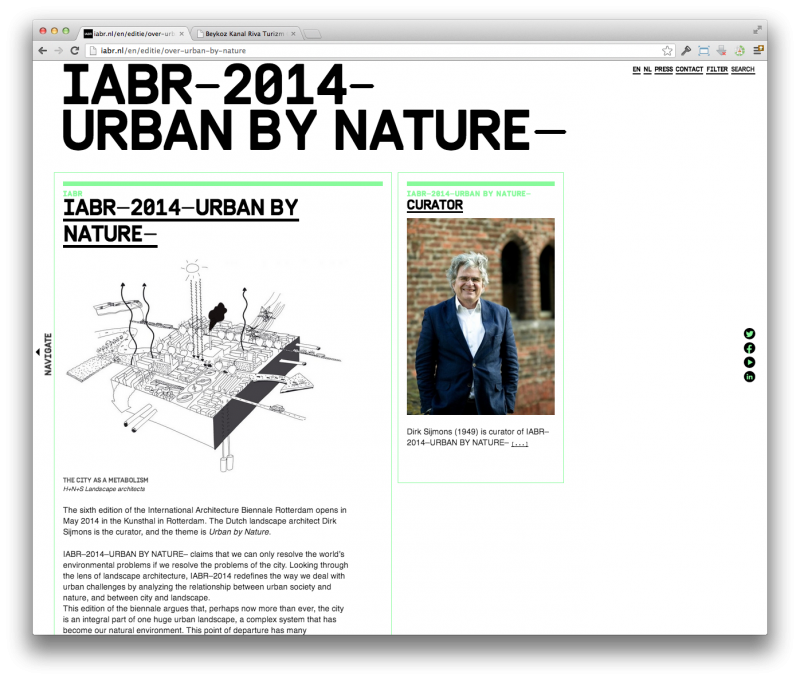 iabr.nl/en/editie/over-urb
Beykoz Kanal Riva Turizm
iabr.nl/en/editie/over-urban-by-nature
EN NL PRESS CONTACT FILTER SEARCH
IABR–2014–
URBAN BY NATURE–
NAVIGATE
IABR
IABR–2014–URBAN BY
NATURE–
THE CITY AS A METABOLISM
H+N+S Landscape architects
The sixth edition of the International Architecture Biennale Rotterdam opens in
May 2014 in the Kunsthal in Rotterdam. The Dutch landscape architect Dirk
Sijmons is the curator, and the theme is Urban by Nature.
IABR–2014–URBAN BY NATURE– claims that we can only resolve the world's
environmental problems if we resolve the problems of the city. Looking through
the lens of landscape architecture, IABR–2014 redefines the way we deal with
urban challenges by analyzing the relationship between urban society and
nature, and between city and landscape.
This edition of the biennale argues that, perhaps now more than ever, the city
is an integral part of one huge urban landscape, a complex system that has
become our natural environment. This point of departure has many
IABR–2014–URBAN BY NATURE–
CURATOR
Dirk Sijmons (1949) is curator of IABR–
2014–URBAN BY NATURE– [...]